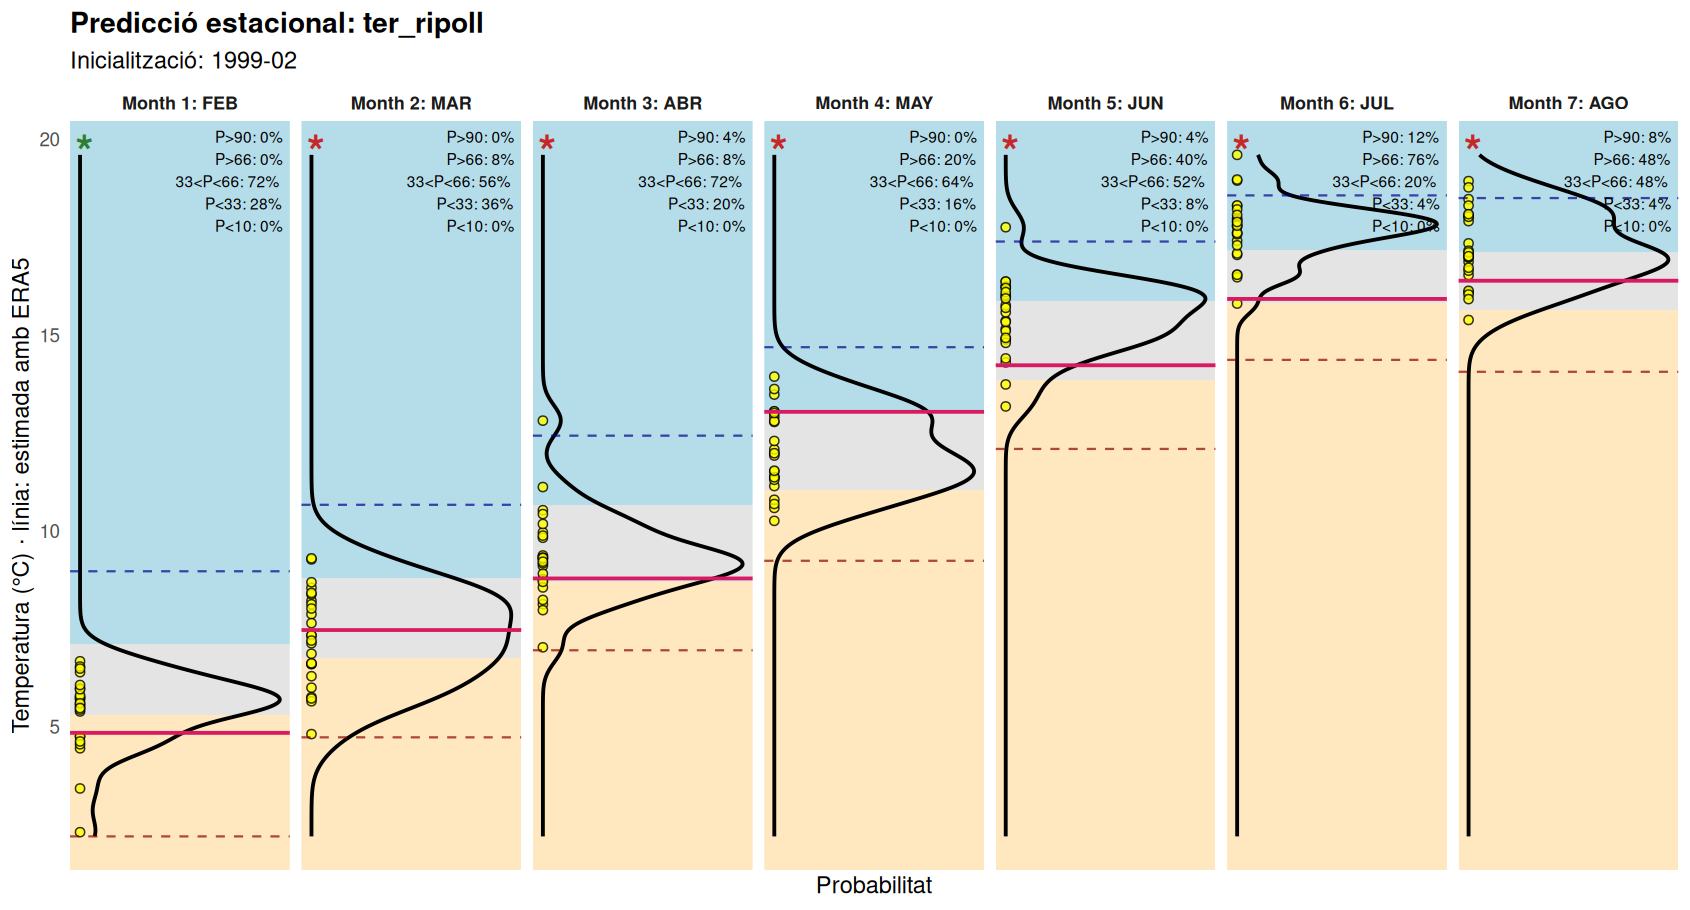 Predicció estacional: ter_ripoll
Inicialització: 1999-02
Month 1: FEB
Month 2: MAR
Month 3: ABR
Month 4: MAY
Month 5: JUN
Month 6: JUL
Month 7: AGO
P>90: 0%
P>66: 0%
33<P<66: 72%
P<33: 28%
P<10: 0%
P>90: 0%
P>66: 8%
33<P<66: 56%
P<33: 36%
P<10: 0%
P>90: 4%
P>66: 8%
33<P<66: 72%
P<33: 20%
P<10: 0%
P>90: 0%
P>66: 20%
33<P<66: 64%
P<33: 16%
P<10: 0%
P>90: 4%
P>66: 40%
33<P<66: 52%
P<33: 8%
P<10: 0%
P>90: 12%
P>66: 76%
33<P<66: 20%
P<33: 4%
P<10: 0%
P>90: 8%
P>66: 48%
33<P<66: 48%
P<33: 4%
P<10: 0%
20
15
10
5
Temperatura (°C) · línia: estimada amb ERA5
Probabilitat